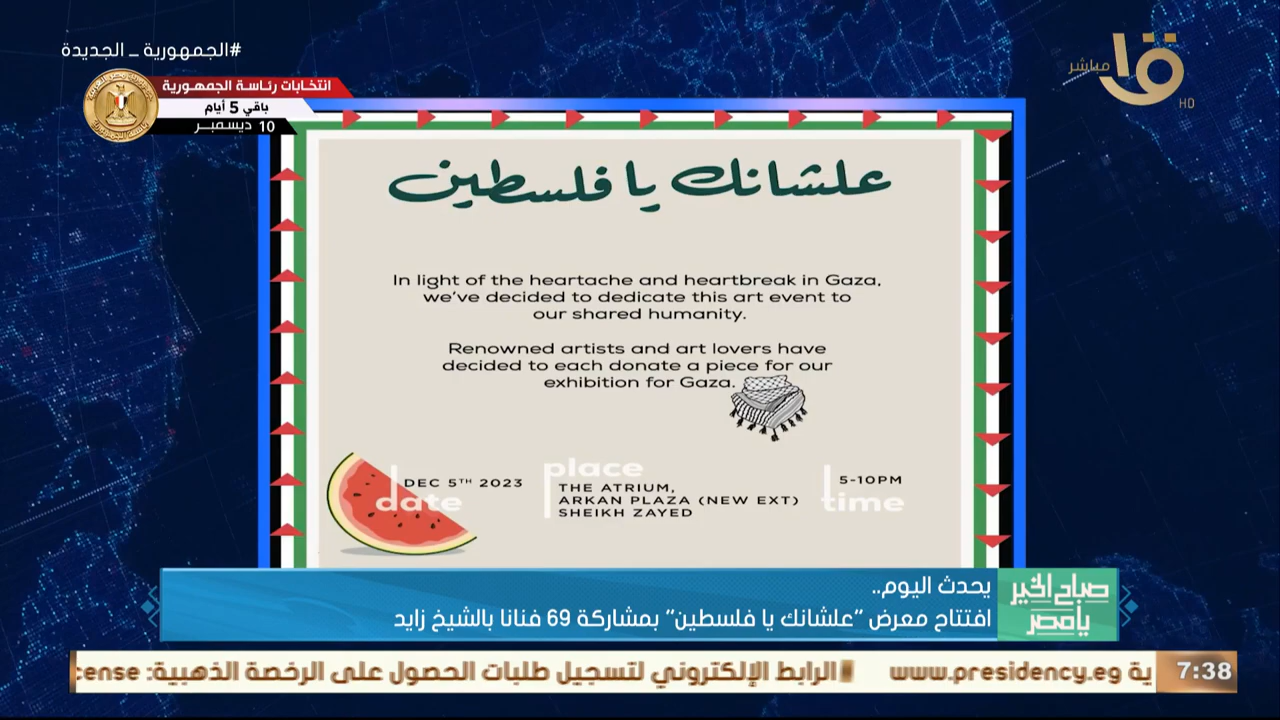 #الجمهورية _ الجديدة
انتخابات رئاسة الجمهورية
باقي 5 أيام
10 ديسمبر
مباشر
HD
علشانك يا فلسطين
In light of the heartache and heartbreak in Gaza,
we've decided to dedicate this art event to
our shared humanity.
Renowned artists and art lovers have
decided to each donate a piece for our
exhibition for Gaza.
date
DEC 5TH 2023
place
THE ATRIUM,
ARKAN PLAZA (NEW EXT)
SHEIKH ZAYED
time
5-10PM
صباح الخير
يا مصر
يحدث اليوم..
افتتاح معرض "علشانك يا فلسطين" بمشاركة 69 فنانا بالشيخ زايد
7:38
ية www.presidency.eg
الرابط الإلكتروني لتسجيل طلبات الحصول على الرخصة الذهبية: cense